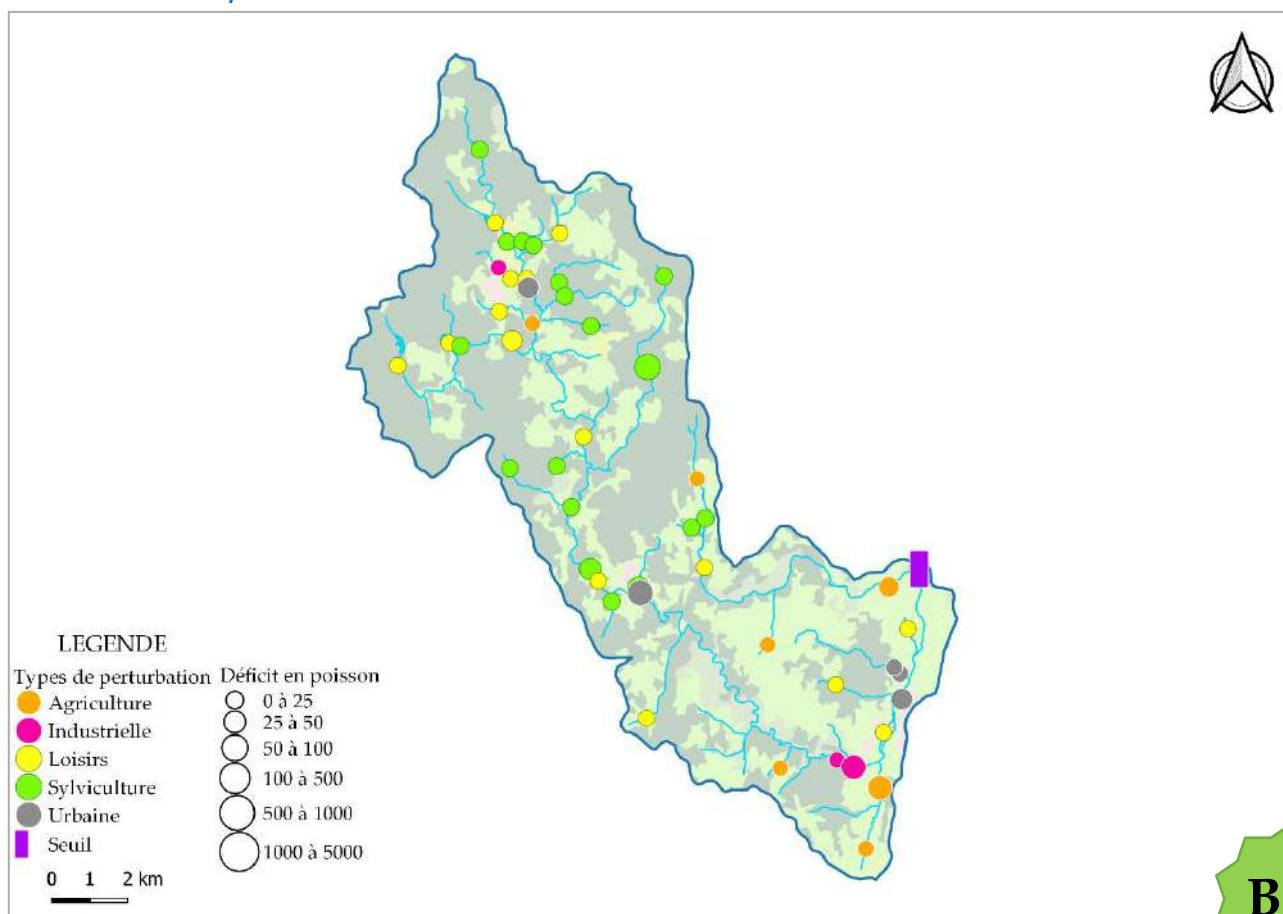 LEGENDE
Types de perturbation
Agriculture
Industrielle
Loisirs
Sylviculture
Urbaine
Seuil
Déficit en poisson
0 à 25
25 à 50
50 à 100
100 à 500
500 à 1000
1000 à 5000
0 1 2 km
B